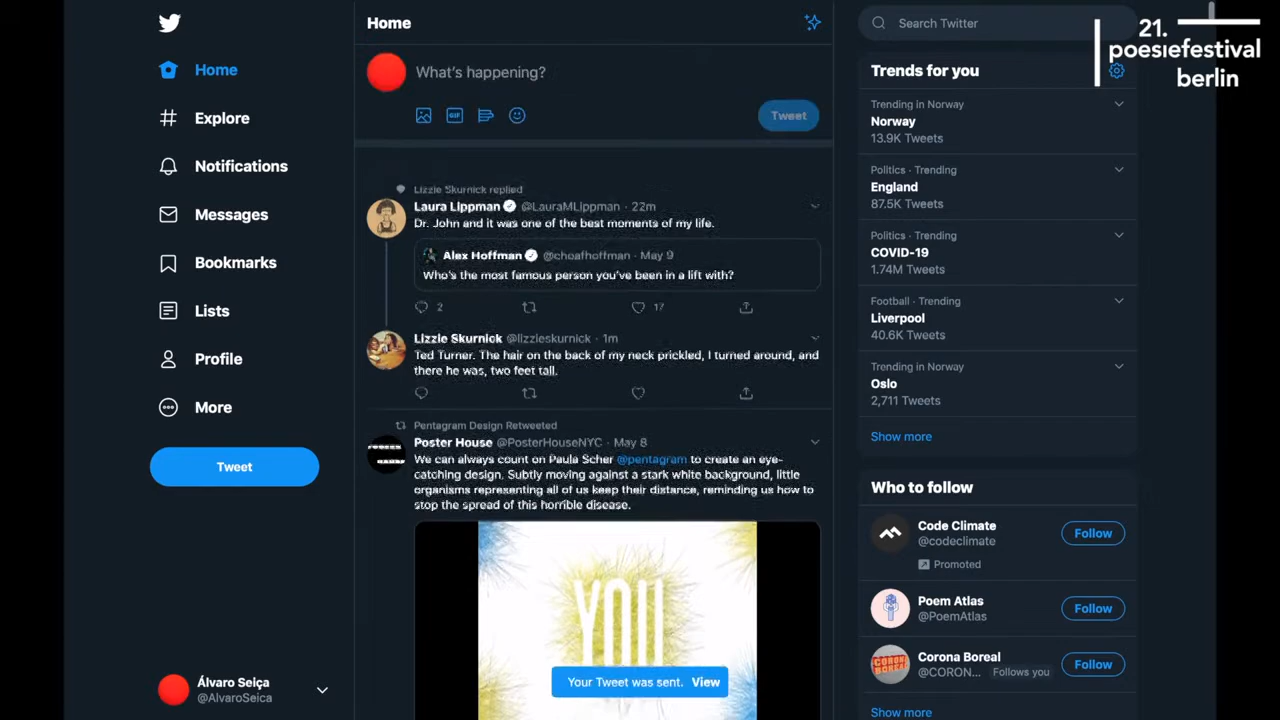 Home
Explore
Notifications
Messages
Bookmarks
Lists
Profile
More
Tweet
Álvaro Seiça
@AlvaroSeica
Home
What's happening?
GIF
Tweet
Lizzie Skurnick replied
Laura Lippman @LauraMLippman · 22m
Dr. John and it was one of the best moments of my life.
Alex Hoffman @choafhoffman · May 9
Who's the most famous person you've been in a lift with?
2 17
Lizzie Skurnick @lizzieskurnick · 1m
Ted Turner. The hair on the back of my neck prickled, I turned around, and
there he was, two feet tall.
Pentagram Design Retweeted
Poster House @PosterHouseNYC · May 8
We can always count on Paula Scher @pentagram to create an eye-
catching design. Subtly moving against a stark white background, little
organisms representing all of us keep their distance, reminding us how to
stop the spread of this horrible disease.
YOU
Your Tweet was sent. View
Search Twitter
21.
poesiefestival
berlin
Trends for you
Trending in Norway
Norway
13.9K Tweets
Politics · Trending
England
87.5K Tweets
Politics · Trending
COVID-19
1.74M Tweets
Football · Trending
Liverpool
40.6K Tweets
Trending in Norway
Oslo
2,711 Tweets
Show more
Who to follow
Code Climate
@codeclimate
Promoted
Follow
Poem Atlas
@PoemAtlas
Follow
Corona Boreal
@CORON... Follows you
Follow
CORON
BOREAL
Show more